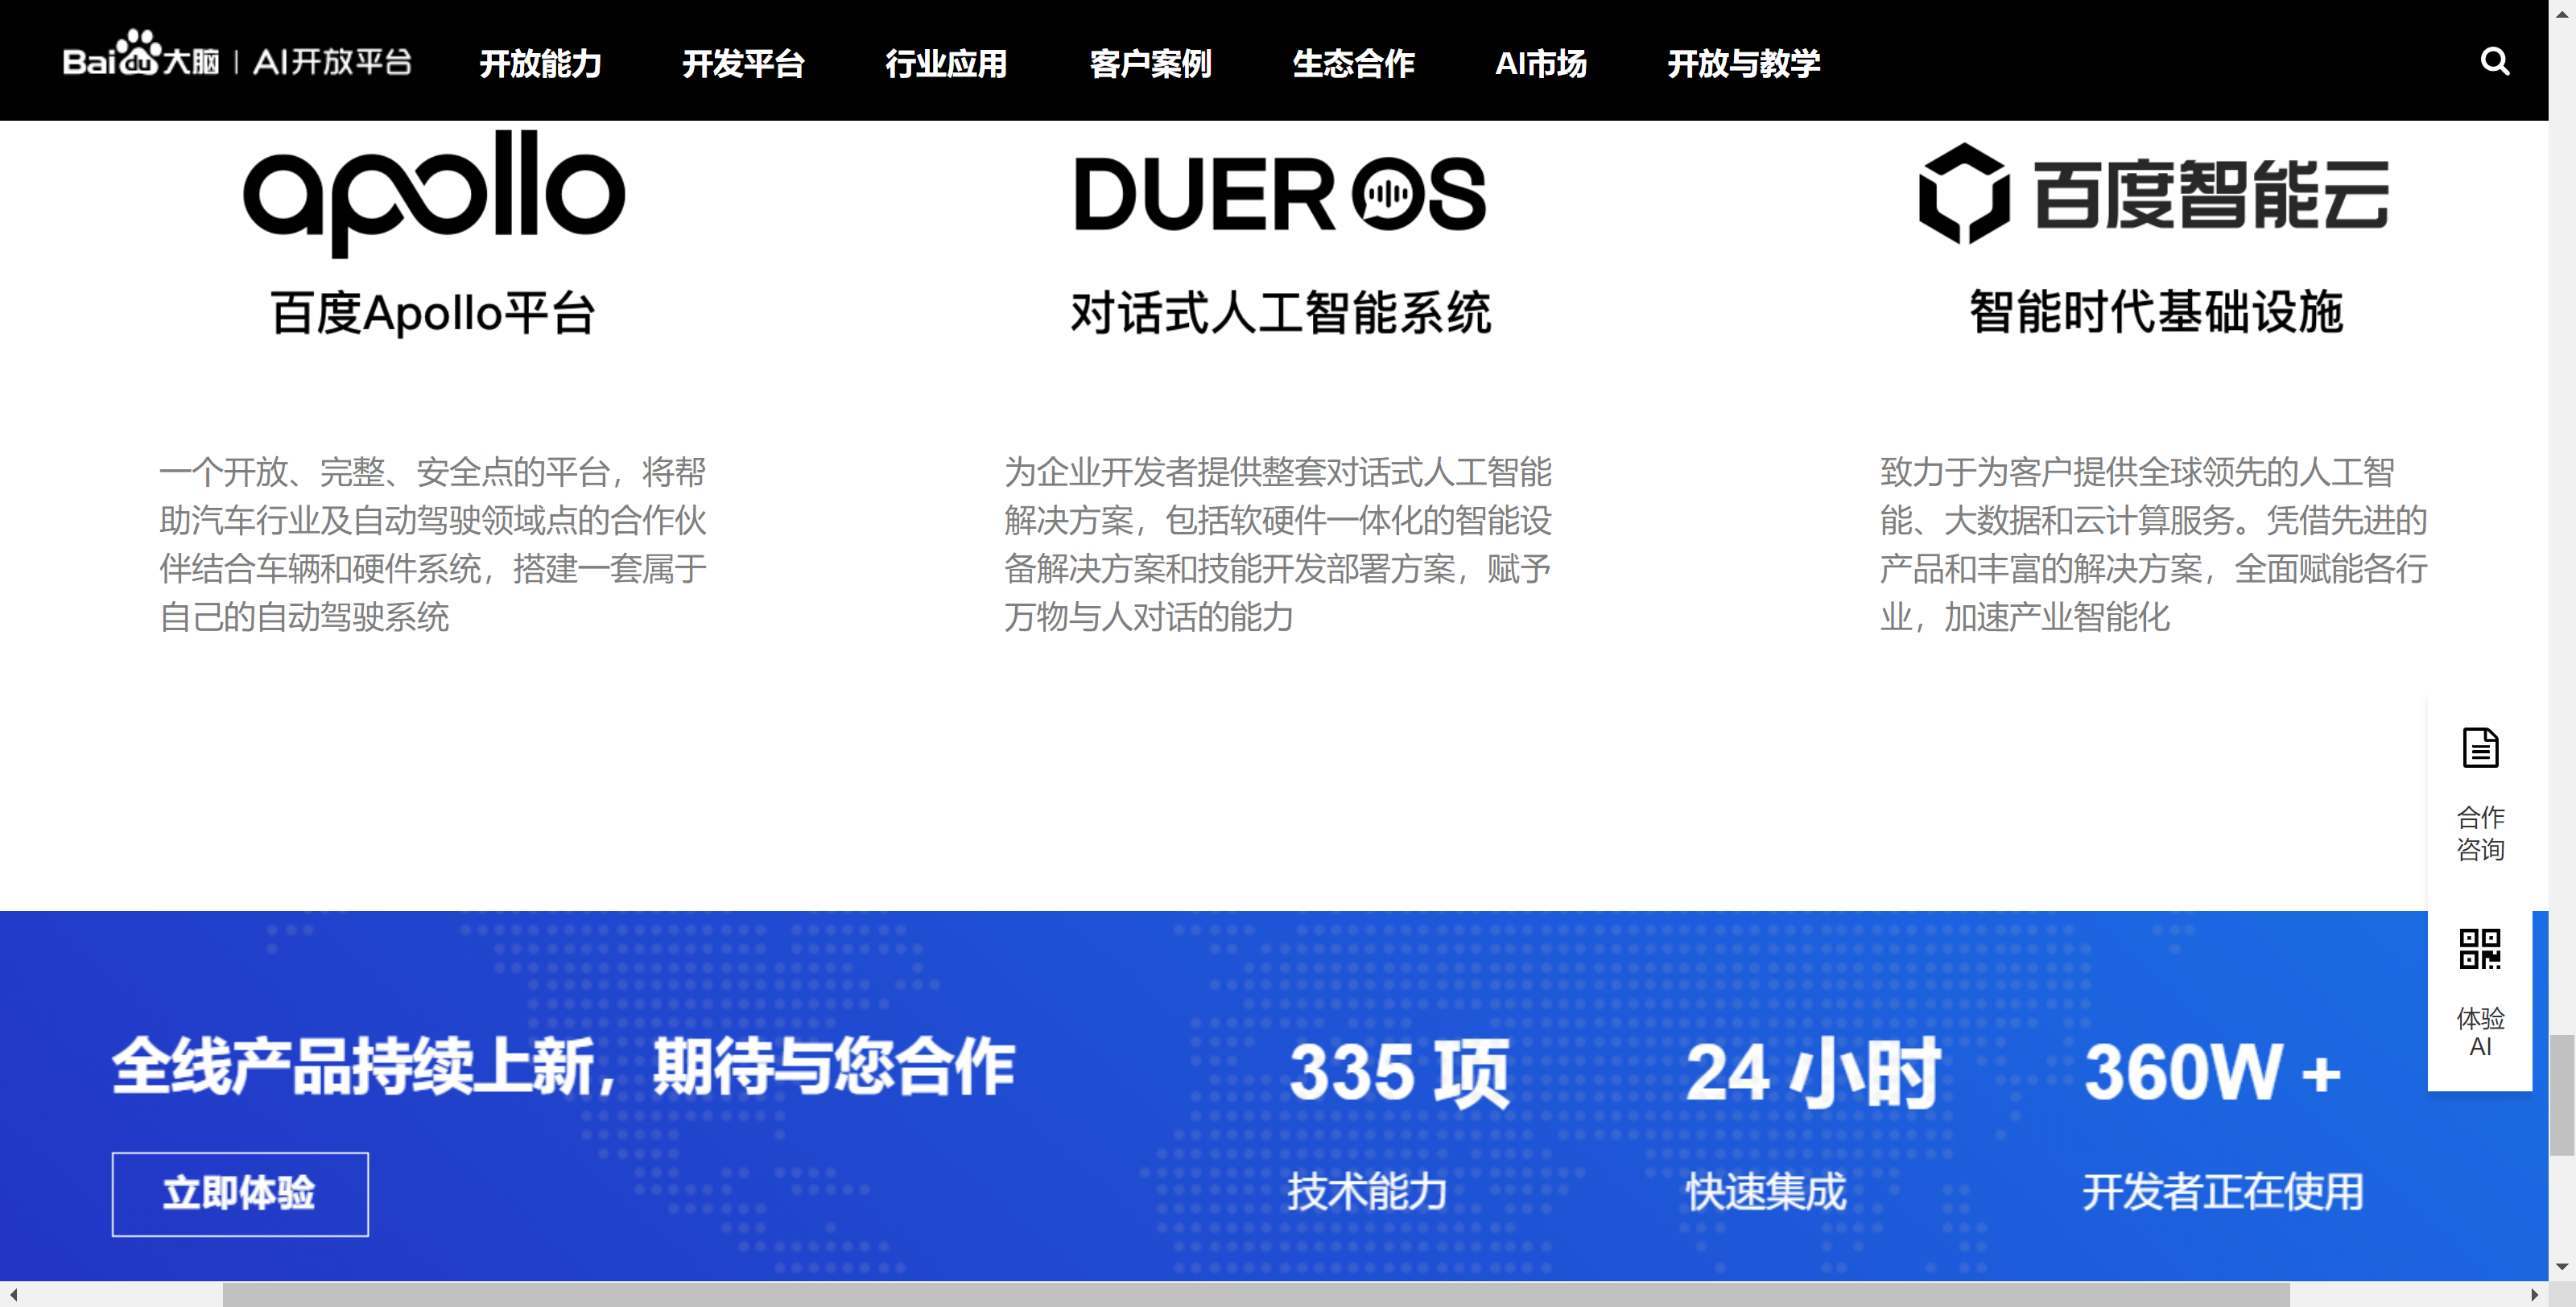 Baidu大脑 | AI开放平台 开放能力 开发平台 行业应用 客户案例 生态合作 AI市场 开放与教学
apollo
百度Apollo平台
一个开放、完整、安全点的平台，将帮
助汽车行业及自动驾驶领域点的合作伙
伴结合车辆和硬件系统，搭建一套属于
自己的自动驾驶系统
DUER OS
对话式人工智能系统
为企业开发者提供整套对话式人工智能
解决方案，包括软硬件一体化的智能设
备解决方案和技能开发部署方案，赋予
万物与人对话的能力
百度智能云
智能时代基础设施
致力于为客户提供全球领先的人工智
能、大数据和云计算服务。凭借先进的
产品和丰富的解决方案，全面赋能各行
业，加速产业智能化
合作
咨询
体验
AI
全线产品持续上新，期待与您合作
立即体验
335 项
技术能力
24 小时
快速集成
360W +
开发者正在使用